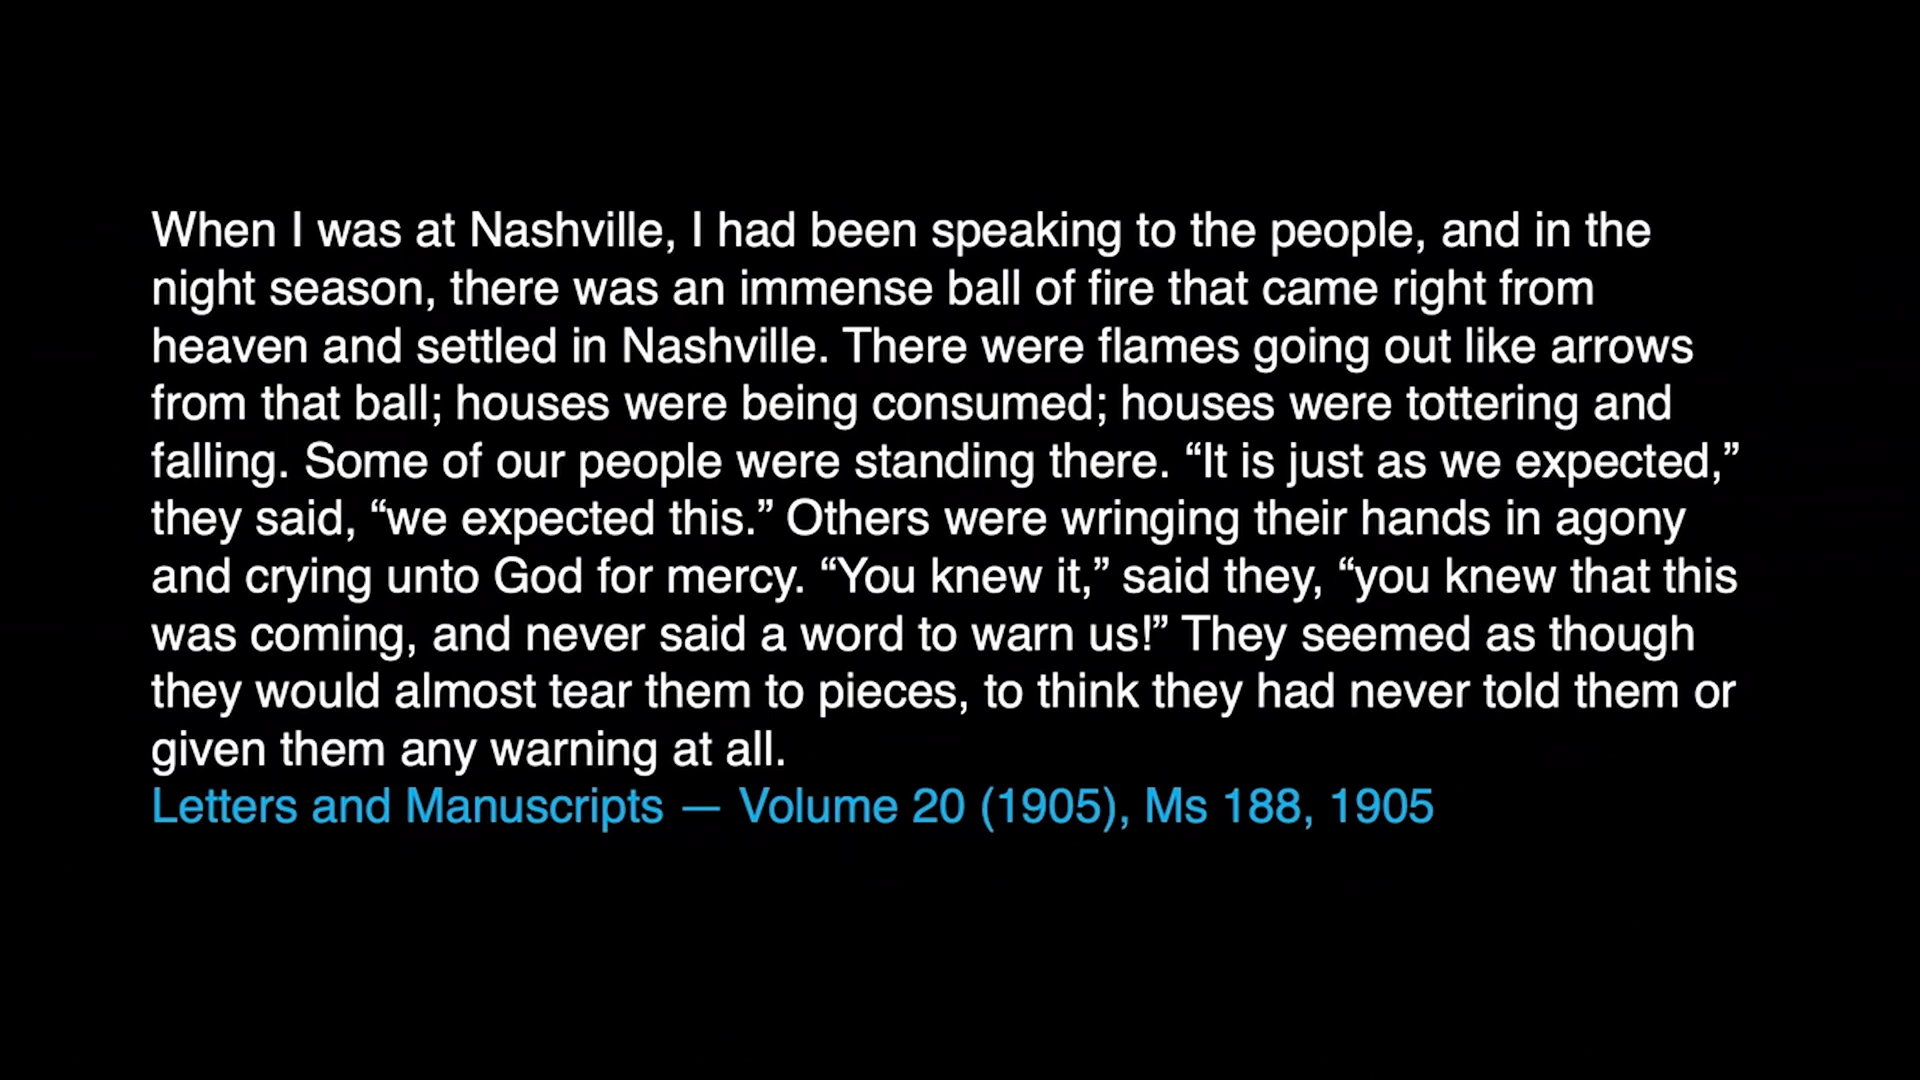 When I was at Nashville, I had been speaking to the people, and in the
night season, there was an immense ball of fire that came right from
heaven and settled in Nashville. There were flames going out like arrows
from that ball; houses were being consumed; houses were tottering and
falling. Some of our people were standing there. “It is just as we expected,”
they said, “we expected this.” Others were wringing their hands in agony
and crying unto God for mercy. “You knew it,” said they, “you knew that this
was coming, and never said a word to warn us!” They seemed as though
they would almost tear them to pieces, to think they had never told them or
given them any warning at all.
Letters and Manuscripts — Volume 20 (1905), Ms 188, 1905